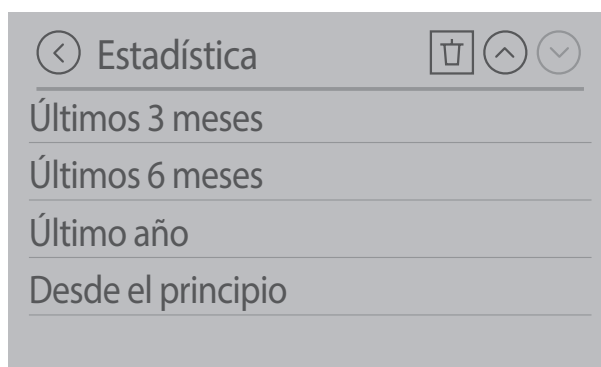 Estadística
Últimos 3 meses
Últimos 6 meses
Último año
Desde el principio